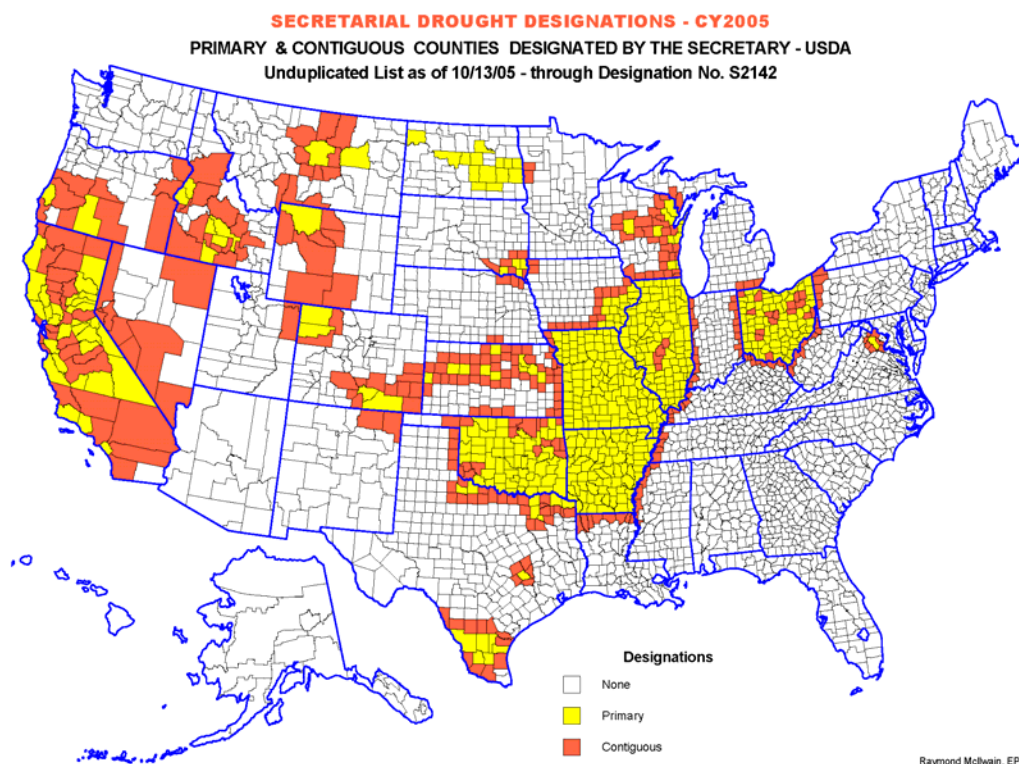 SECRETARIAL DROUGHT DESIGNATIONS - CY2005
PRIMARY & CONTIGUOUS COUNTIES DESIGNATED BY THE SECRETARY - USDA
Unduplicated List as of 10/13/05 - through Designation No. S2142
Designations
None
Primary
Contiguous
Raymond McIlwain, EP